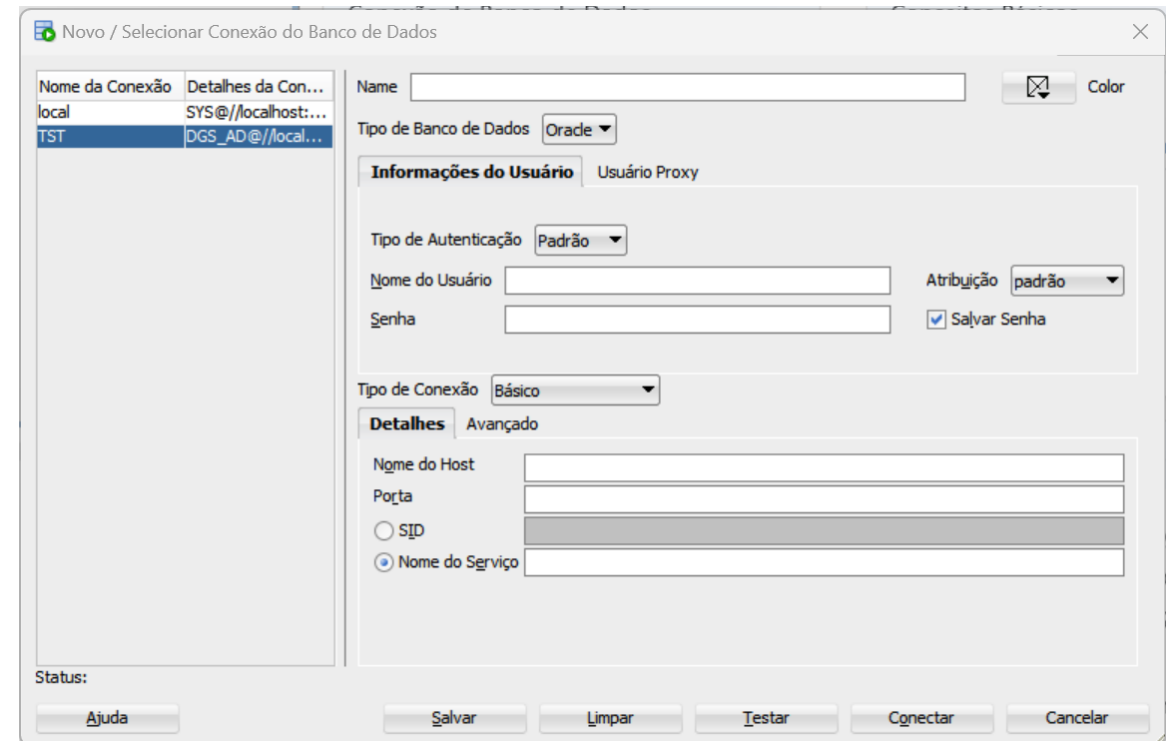 Novo / Selecionar Conexão do Banco de Dados
Nome da Conexão Detalhes da Con...
local SYS@//localhost:...
TST DGS_AD@//local...
Name Color
Tipo de Banco de Dados Oracle
Informações do Usuário Usuário Proxy
Tipo de Autenticação Padrão
Nome do Usuário Atribuição padrão
Senha Salvar Senha
Tipo de Conexão Básico
Detalhes Avançado
Nome do Host
Porta
SID
Nome do Serviço
Status:
Ajuda Salvar Limpar Testar Conectar Cancelar